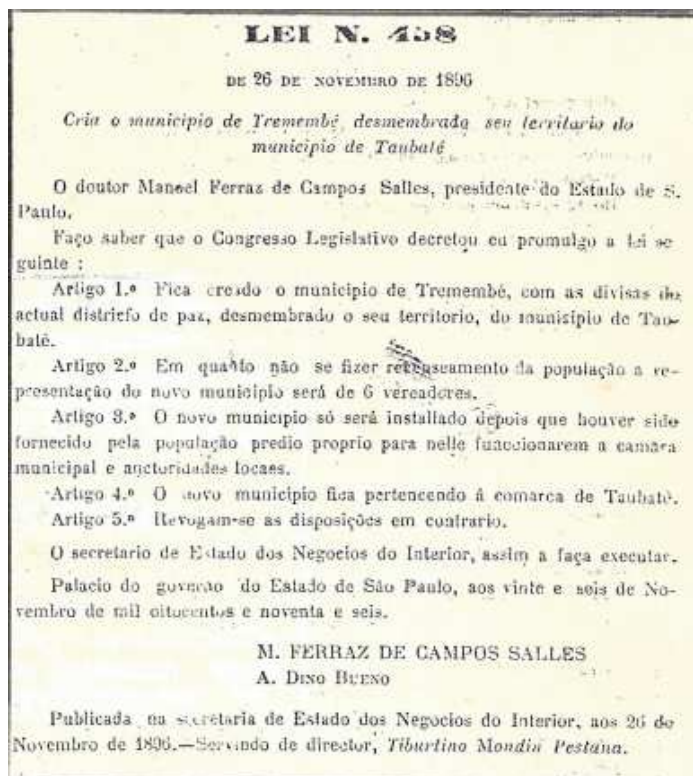 LEI N. 458
DE 26 DE NOVEMBRO DE 1896
Cria o municipio de Tremembé, desmembrado seu territario do
municipio de Taubaté
O doutor Manoel Ferraz de Campos Salles, presidente do Estado de S.
Paulo.
Faço saber que o Congresso Legislativo decretou eu promulgo a lei se
guinte :
Artigo 1.º Fica creado o municipio de Tremembé, com as divisas do
actual districto de paz, desmembrado o seu territorio, do munisipio de Tau-
baté.
Artigo 2.º Em quanto não se fizer recenseamento da população a re-
presentação do novo municipio será de 6 vereadores.
Artigo 3.º O novo municipio só será installado depois que houver sido
fornecido pela população predio proprio para nelle funccionarem a camara
municipal e auctoridades locaes.
Artigo 4.º O novo municipio fica pertencendo á comarca de Taubaté.
Artigo 5.º Revogam-se as disposições em contrario.
O secretario de Estado dos Negocios do Interior, assim a faça executar.
Palacio do governo do Estado de São Paulo, aos vinte e seis de No-
vembro de mil oitocentos e noventa e seis.
M. FERRAZ DE CAMPOS SALLES
A. DINO BUENO
Publicada na secretaria de Estado dos Negocios do Interior, aos 26 de
Novembro de 1896.—Servindo de director, Tiburtino Mondin Pestana.